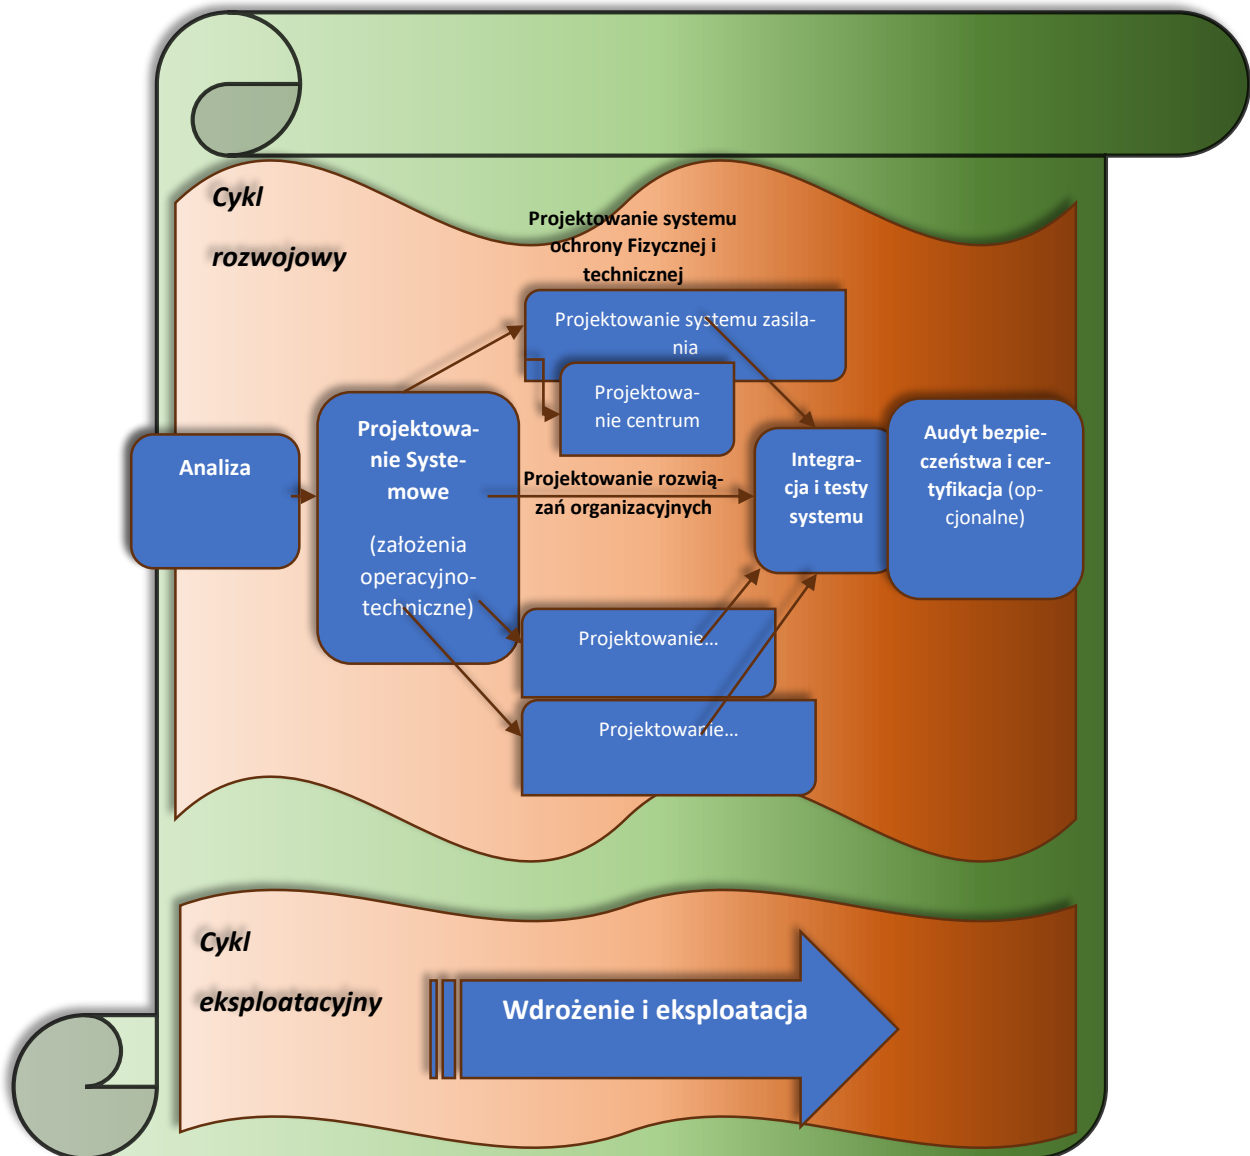 Cykl
rozwojowy
Projektowanie systemu
ochrony Fizycznej i
technicznej
Projektowanie systemu zasila-
nia
Projektowa-
nie centrum
Analiza
Projektowa-
nie Syste-
mowe
(założenia
operacyjno-
techniczne)
Projektowanie rozwią-
zań organizacyjnych
Integra-
cja i testy
systemu
Audyt bezpie-
czeństwa i cer-
tyfikacja (op-
cjonalne)
Projektowanie...
Projektowanie...
Cykl
eksploatacyjny
Wdrożenie i eksploatacja